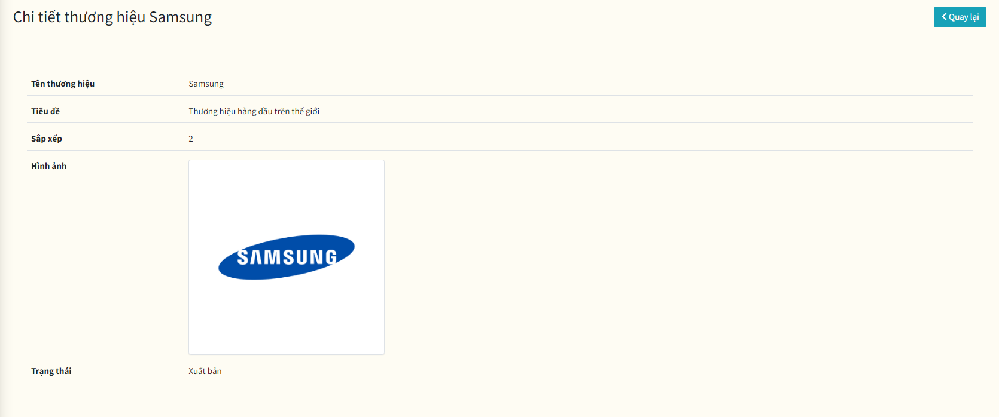 Chi tiết thương hiệu Samsung
Quay lại
Tên thương hiệu Samsung
Tiêu đề Thương hiệu hàng đầu trên thế giới
Sắp xếp 2
Hình ảnh
SAMSUNG
Trạng thái Xuất bản